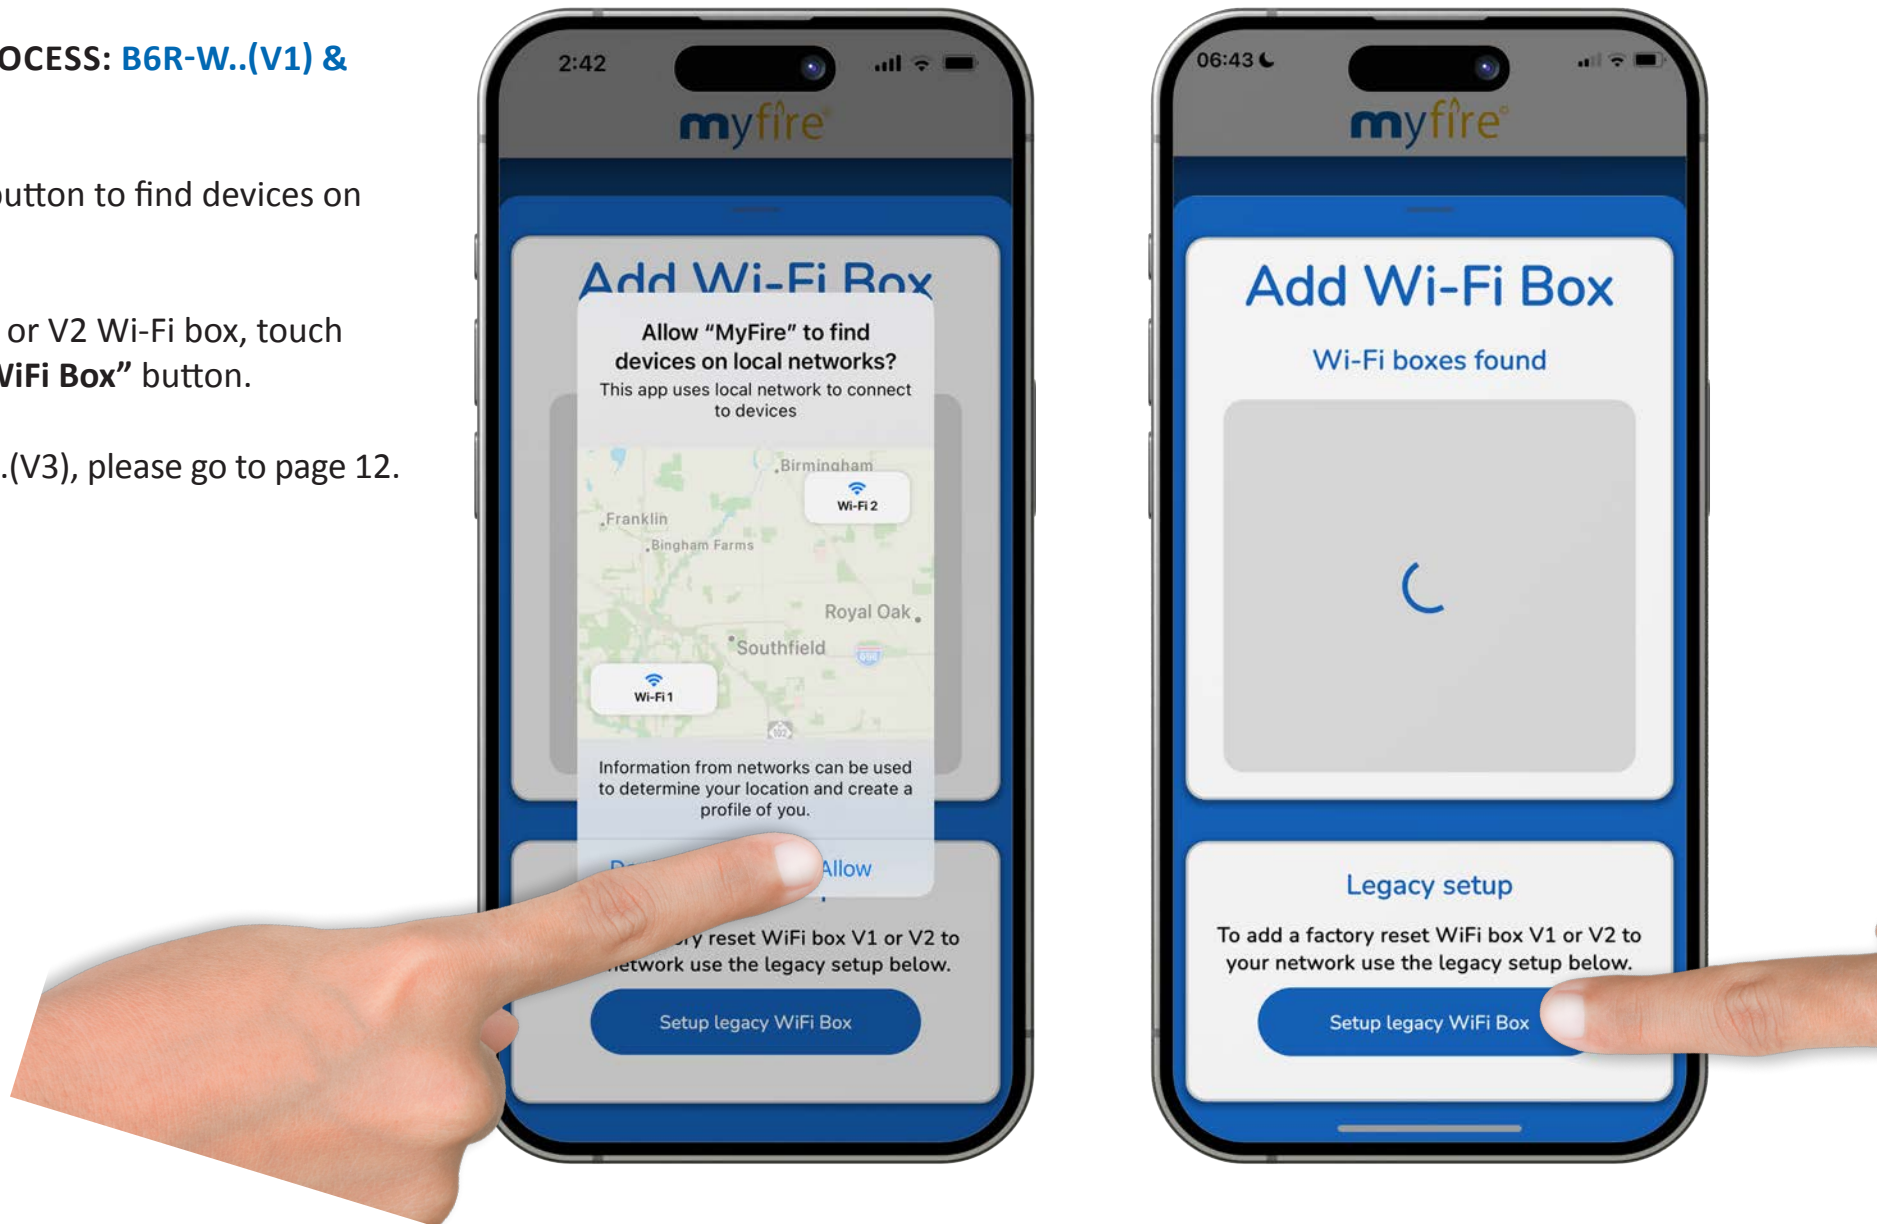 OCESS: B6R-W..(V1) &
button to find devices on
or V2 Wi-Fi box, touch
WiFi Box” button.
.(V3), please go to page 12.
2:42
myfire
Add Wi-Fi Box
Allow “MyFire” to find
devices on local networks?
This app uses local network to connect
to devices
Birmingham
Wi-Fi 2
Franklin
Bingham Farms
Royal Oak
Southfield
696
Wi-Fi 1
102
Information from networks can be used
to determine your location and create a
profile of you.
Allow
ory reset WiFi box V1 or V2 to
network use the legacy setup below.
Setup legacy WiFi Box
06:43
myfire
Add Wi-Fi Box
Wi-Fi boxes found
Legacy setup
To add a factory reset WiFi box V1 or V2 to
your network use the legacy setup below.
Setup legacy WiFi Box